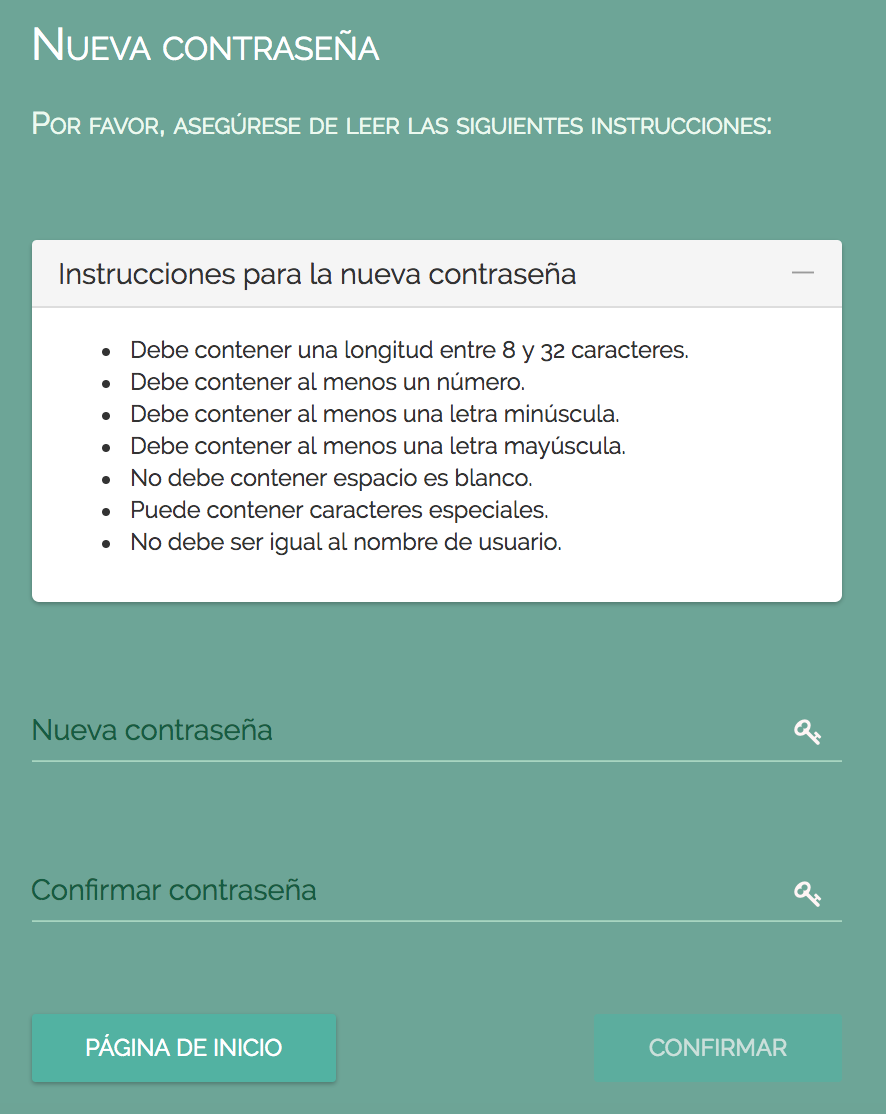 Nueva contraseña
Por favor, asegúrese de leer las siguientes instrucciones:
Instrucciones para la nueva contraseña
Debe contener una longitud entre 8 y 32 caracteres.
Debe contener al menos un número.
Debe contener al menos una letra minúscula.
Debe contener al menos una letra mayúscula.
No debe contener espacio es blanco.
Puede contener caracteres especiales.
No debe ser igual al nombre de usuario.
Nueva contraseña
Confirmar contraseña
PÁGINA DE INICIO
CONFIRMAR